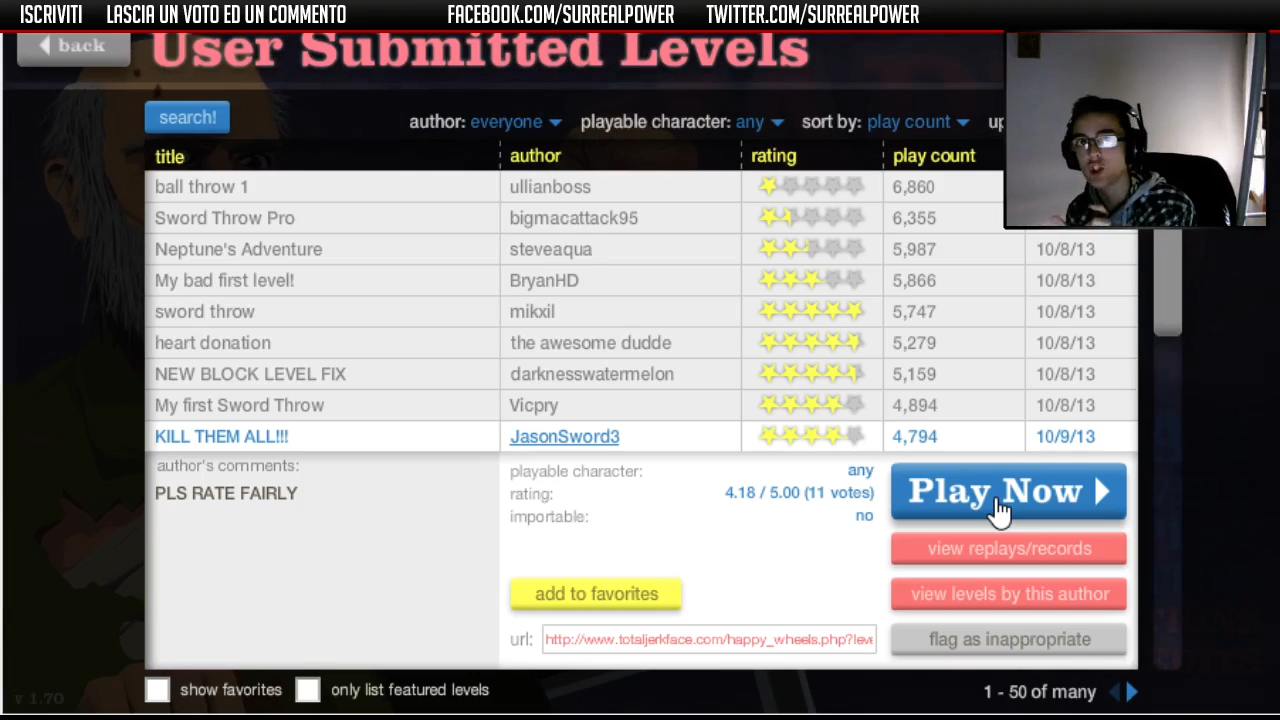 ISCRIVITI LASCIA UN VOTO ED UN COMMENTO FACEBOOK.COM/SURREALPOWER TWITTER.COM/SURREALPOWER
back User Submitted Levels
search! author: everyone playable character: any sort by: play count
title author rating play count
ball throw 1 ullianboss 6,860
Sword Throw Pro bigmacattack95 6,355
Neptune's Adventure steveaqua 5,987 10/8/13
My bad first level! BryanHD 5,866 10/8/13
sword throw mikxil 5,747 10/8/13
heart donation the awesome dudde 5,279 10/8/13
NEW BLOCK LEVEL FIX darknesswatermelon 5,159 10/8/13
My first Sword Throw Vicpry 4,894 10/8/13
KILL THEM ALL!!! JasonSword3 4,794 10/9/13
author's comments:
PLS RATE FAIRLY
playable character: any
rating: 4.18 / 5.00 (11 votes)
importable: no
Play Now
view replays/records
add to favorites view levels by this author
url: http://www.totaljerkface.com/happy_wheels.php?leve flag as inappropriate
v 1.70 show favorites only list featured levels 1 - 50 of many